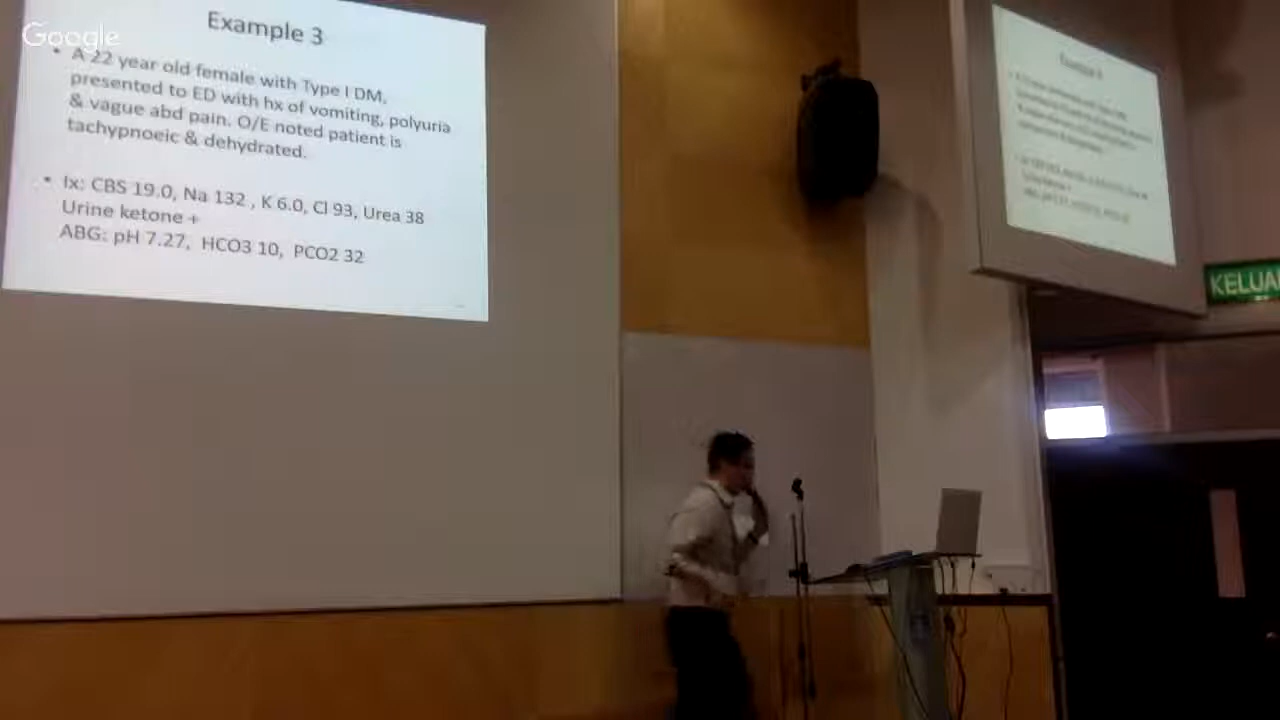 Google
Example 3
• A 22 year old female with Type I DM,
presented to ED with hx of vomiting, polyuria
& vague abd pain. O/E noted patient is
tachypnoeic & dehydrated.
• Ix: CBS 19.0, Na 132 , K 6.0, Cl 93, Urea 38
Urine ketone +
ABG: pH 7.27, HCO3 10, PCO2 32